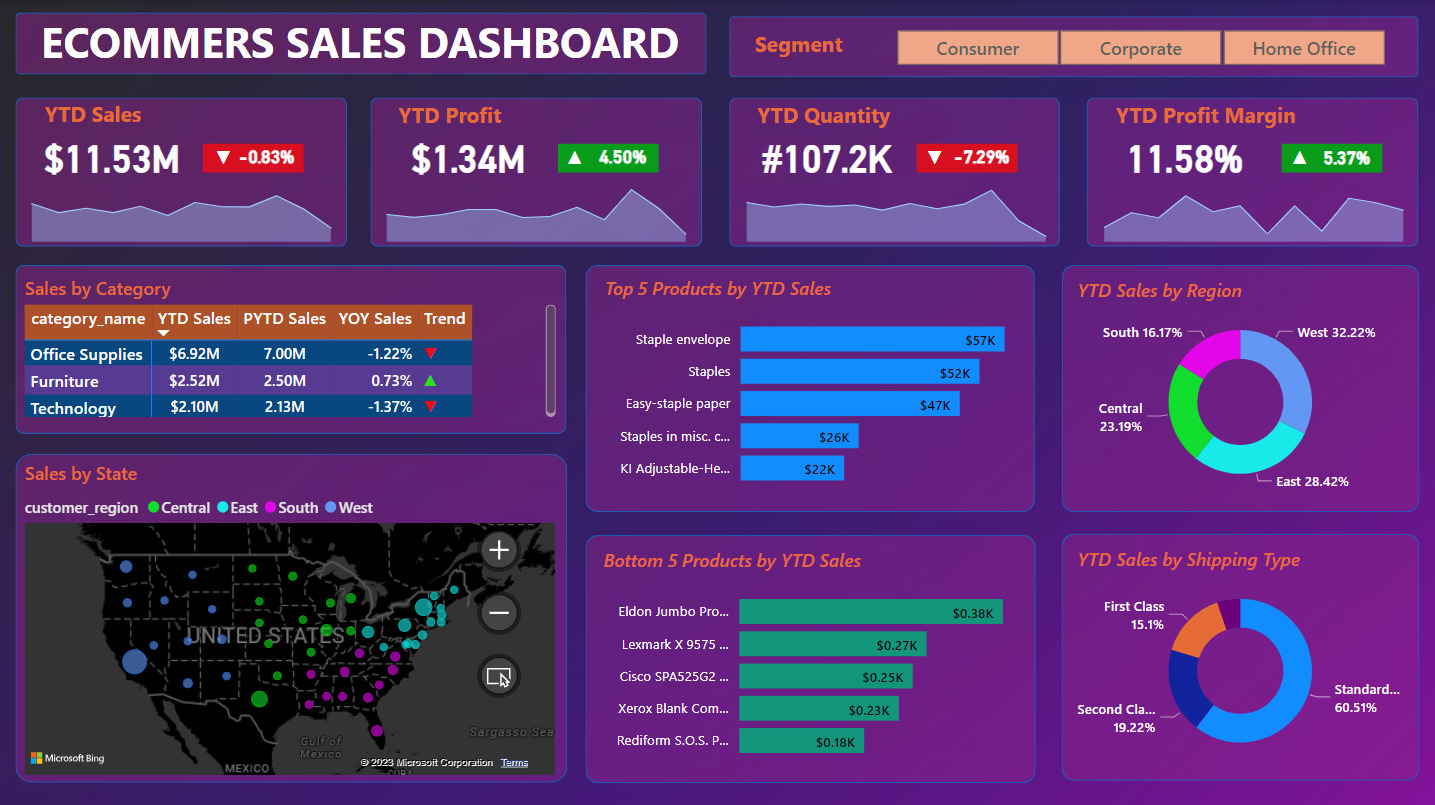 ECOMMERS SALES DASHBOARD
Segment
Consumer
Corporate
Home Office
YTD Sales
$11.53M
▼ -0.83%
YTD Profit
$1.34M
▲ 4.50%
YTD Quantity
#107.2K
▼ -7.29%
YTD Profit Margin
11.58%
▲ 5.37%
Sales by Category
category_name YTD Sales PYTD Sales YOY Sales Trend
Office Supplies $6.92M 7.00M -1.22% ▼
Furniture $2.52M 2.50M 0.73% ▲
Technology $2.10M 2.13M -1.37% ▼
Top 5 Products by YTD Sales
Staple envelope $57K
Staples $52K
Easy-staple paper $47K
Staples in misc. c... $26K
KI Adjustable-He... $22K
YTD Sales by Region
South 16.17%
West 32.22%
Central
23.19%
East 28.42%
Sales by State
customer_region Central East South West
UNITED STATES
Gulf of
Mexico
Sargasso Sea
MEXICO
CUBA
Microsoft Bing
© 2023 Microsoft Corporation Terms
Bottom 5 Products by YTD Sales
Eldon Jumbo Pro... $0.38K
Lexmark X 9575 ... $0.27K
Cisco SPA525G2 ... $0.25K
Xerox Blank Com... $0.23K
Rediform S.O.S. P... $0.18K
YTD Sales by Shipping Type
First Class
15.1%
Second Cla...
19.22%
Standard...
60.51%